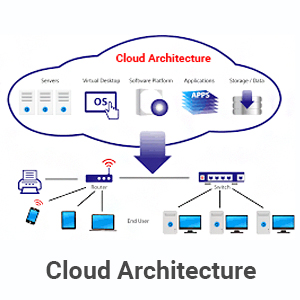 Cloud Architecture
Servers
Virtual Desktop
Software Platform
Applications
Storage / Data
OS
APPS
Router
Switch
End User
Cloud Architecture